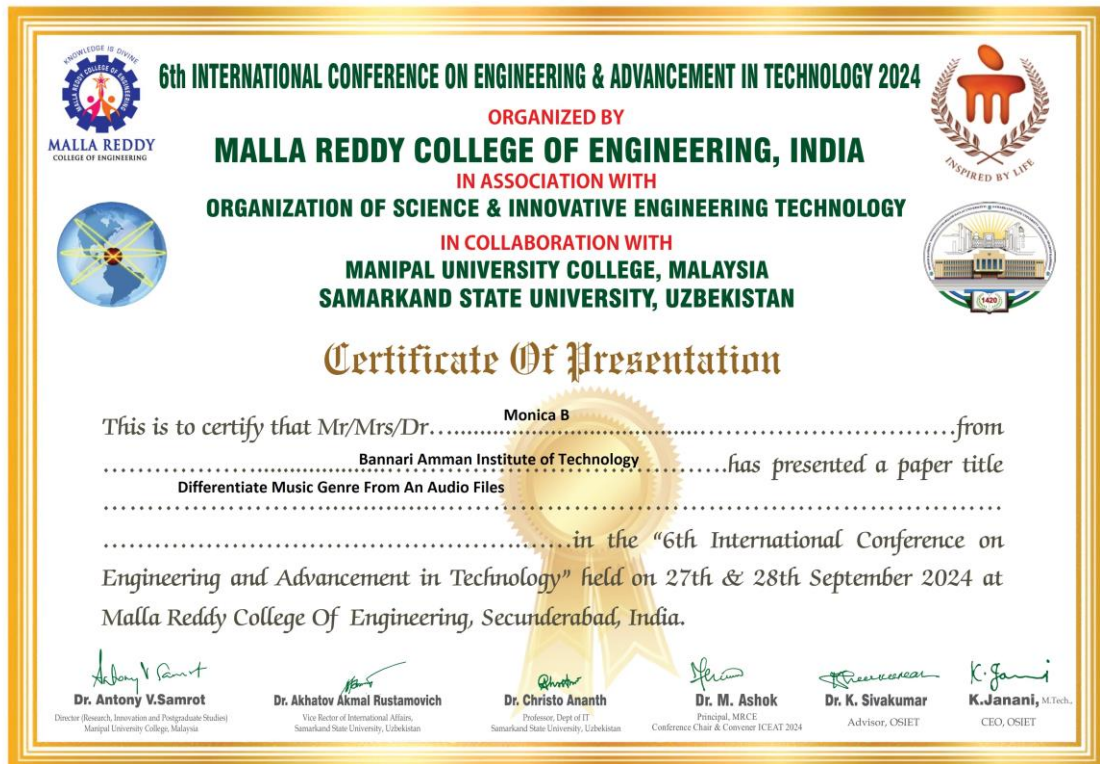 KNOWLEDGE IS DIVINE
MALLA REDDY COLLEGE OF ENGINEERING
MALLA REDDY
COLLEGE OF ENGINEERING
6th INTERNATIONAL CONFERENCE ON ENGINEERING & ADVANCEMENT IN TECHNOLOGY 2024
ORGANIZED BY
MALLA REDDY COLLEGE OF ENGINEERING, INDIA
IN ASSOCIATION WITH
ORGANIZATION OF SCIENCE & INNOVATIVE ENGINEERING TECHNOLOGY
IN COLLABORATION WITH
MANIPAL UNIVERSITY COLLEGE, MALAYSIA
SAMARKAND STATE UNIVERSITY, UZBEKISTAN
INSPIRED BY LIFE
1420
Certificate Of Presentation
This is to certify that Mr/Mrs/Dr.....Monica B.....from
.....Bannari Amman Institute of Technology.....has presented a paper title
Differentiate Music Genre From An Audio Files
.....in the "6th International Conference on
Engineering and Advancement in Technology" held on 27th & 28th September 2024 at
Malla Reddy College Of Engineering, Secunderabad, India.
Dr. Antony V.Samrot
Director (Research, Innovation and Postgraduate Studies)
Manipal University College, Malaysia
Dr. Akhatov Akmal Rustamovich
Vice Rector of International Affairs,
Samarkand State University, Uzbekistan
Dr. Christo Ananth
Professor, Dept of IT
Samarkand State University, Uzbekistan
Dr. M. Ashok
Principal, MRCE
Conference Chair & Convener ICEAT 2024
Dr. K. Sivakumar
Advisor, OSIET
K. Jani
K.Janani, M.Tech.,
CEO, OSIET